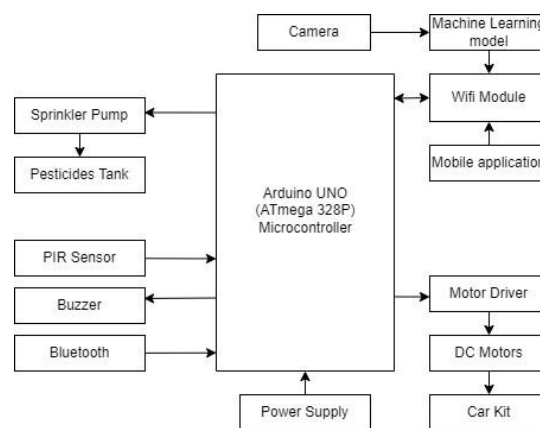 Camera
Machine Learning
model
Sprinkler Pump
Wifi Module
Pesticides Tank
Mobile application
Arduino UNO
(ATmega 328P)
Microcontroller
PIR Sensor
Buzzer
Motor Driver
Bluetooth
DC Motors
Power Supply
Car Kit